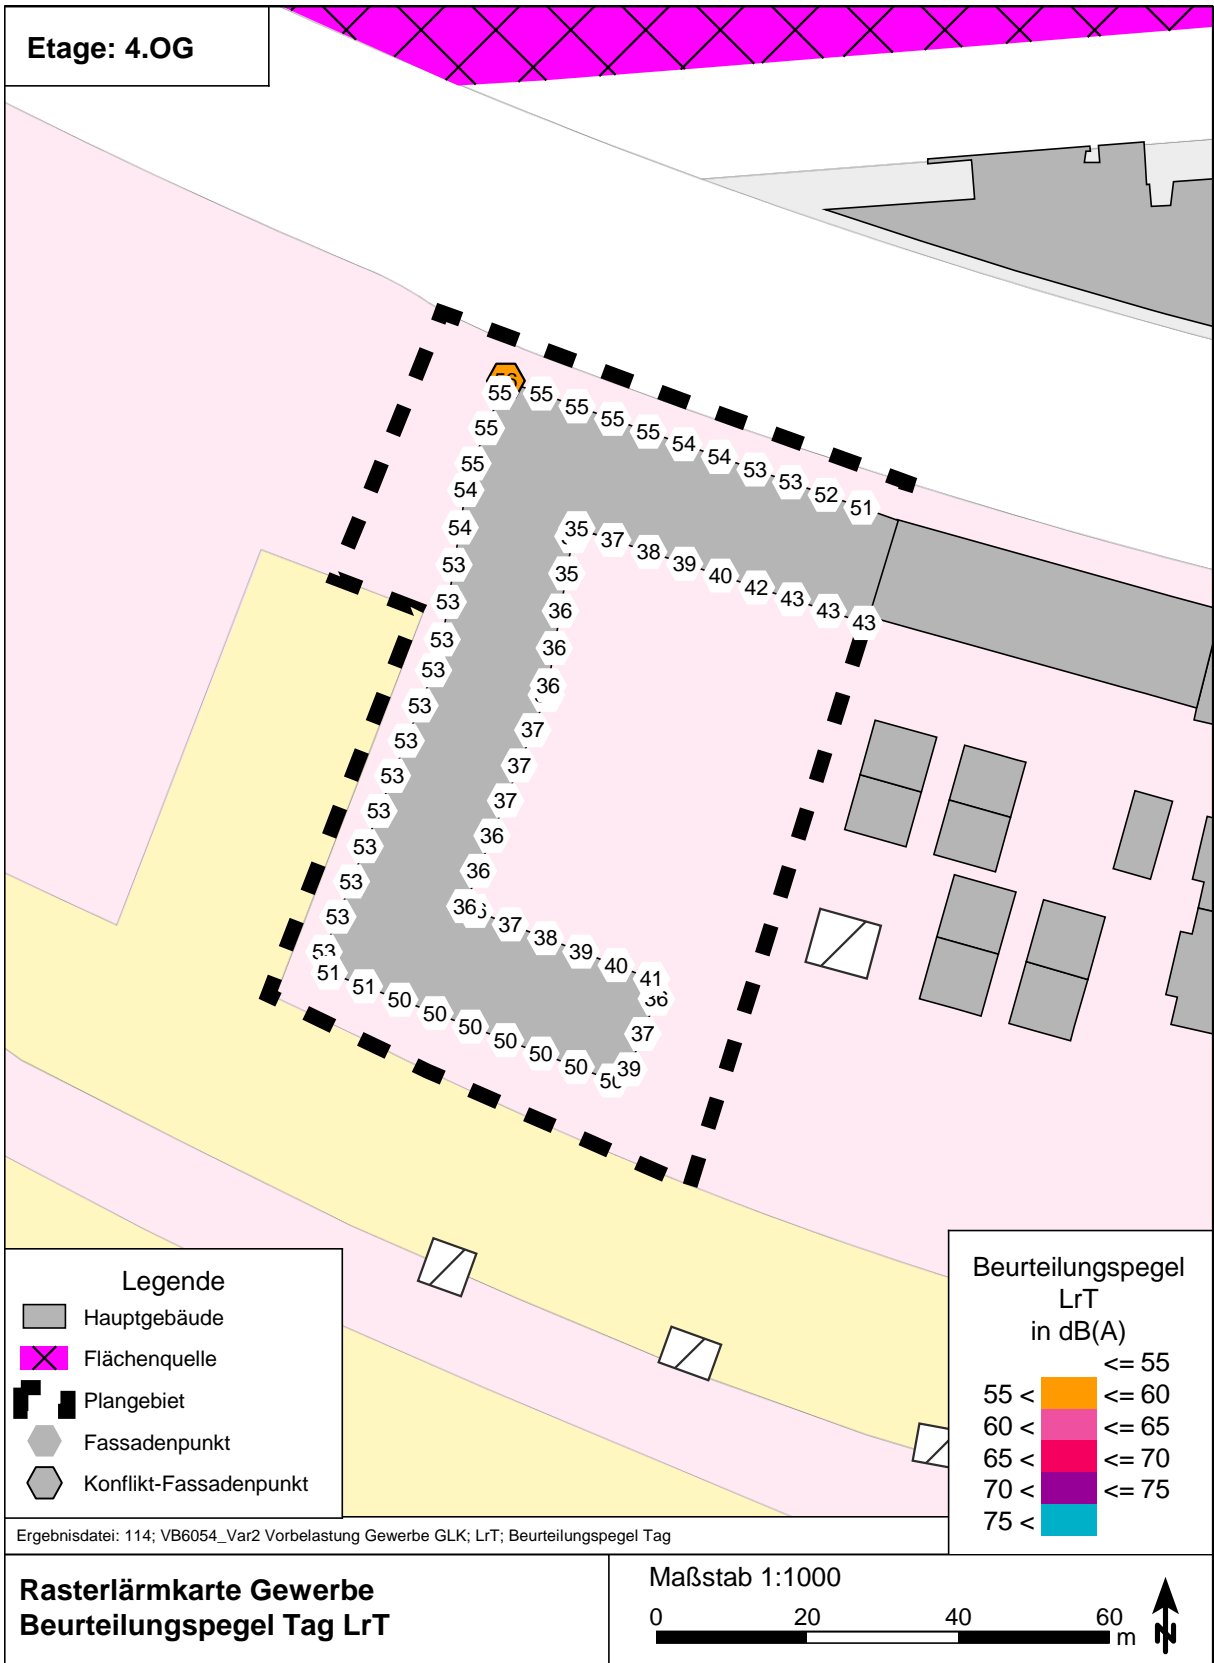 Etage: 4.OG
56
55 55 55 55 55 54 54 53 53 52 51
55
55
54
54
53
53
53
53
53
53
53
53
53
53
53
53
35 37 38 39 40 42 43 43 43
35
36
36
36
37
37
37
36
36
36 37 38 39 40 41
36
37
39
51 51 50 50 50 50 50 50 50
Legende
Hauptgebäude
Flächenquelle
Plangebiet
Fassadenpunkt
Konflikt-Fassadenpunkt
Beurteilungspegel
LrT
in dB(A)
<= 55
55 < <= 60
60 < <= 65
65 < <= 70
70 < <= 75
75 <
Ergebnisdatei: 114; VB6054_Var2 Vorbelastung Gewerbe GLK; LrT; Beurteilungspegel Tag
Rasterlärmkarte Gewerbe
Beurteilungspegel Tag LrT
Maßstab 1:1000
0 20 40 60
m
N